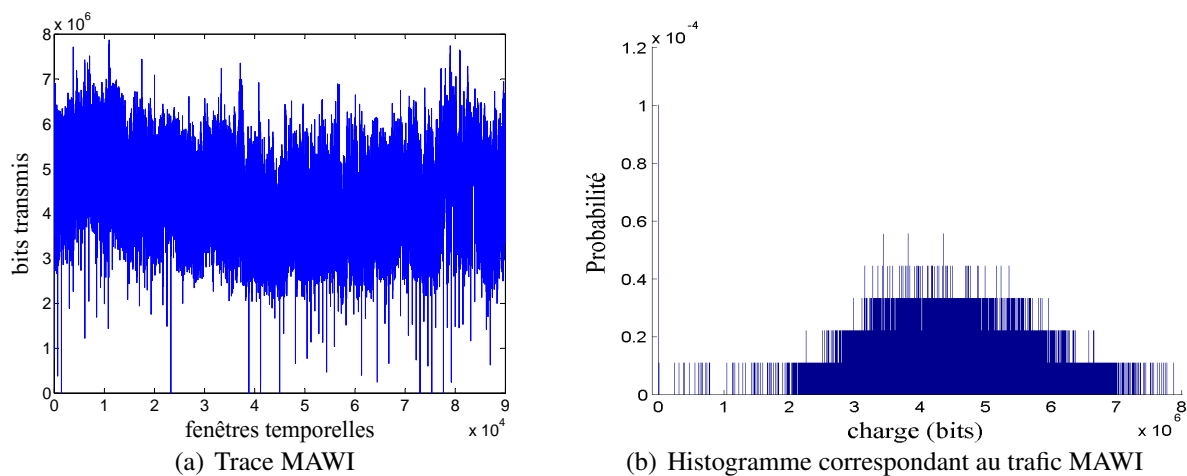 x 10^6
8
7
6
5
4
3
2
1
0
bits transmis
0 1 2 3 4 5 6 7 8 9
x 10^4
fenêtres temporelles
(a) Trace MAWI
x 10^-4
1.2
1
0.8
0.6
0.4
0.2
0
Probabilité
0 1 2 3 4 5 6 7 8
x 10^6
charge (bits)
(b) Histogramme correspondant au trafic MAWI